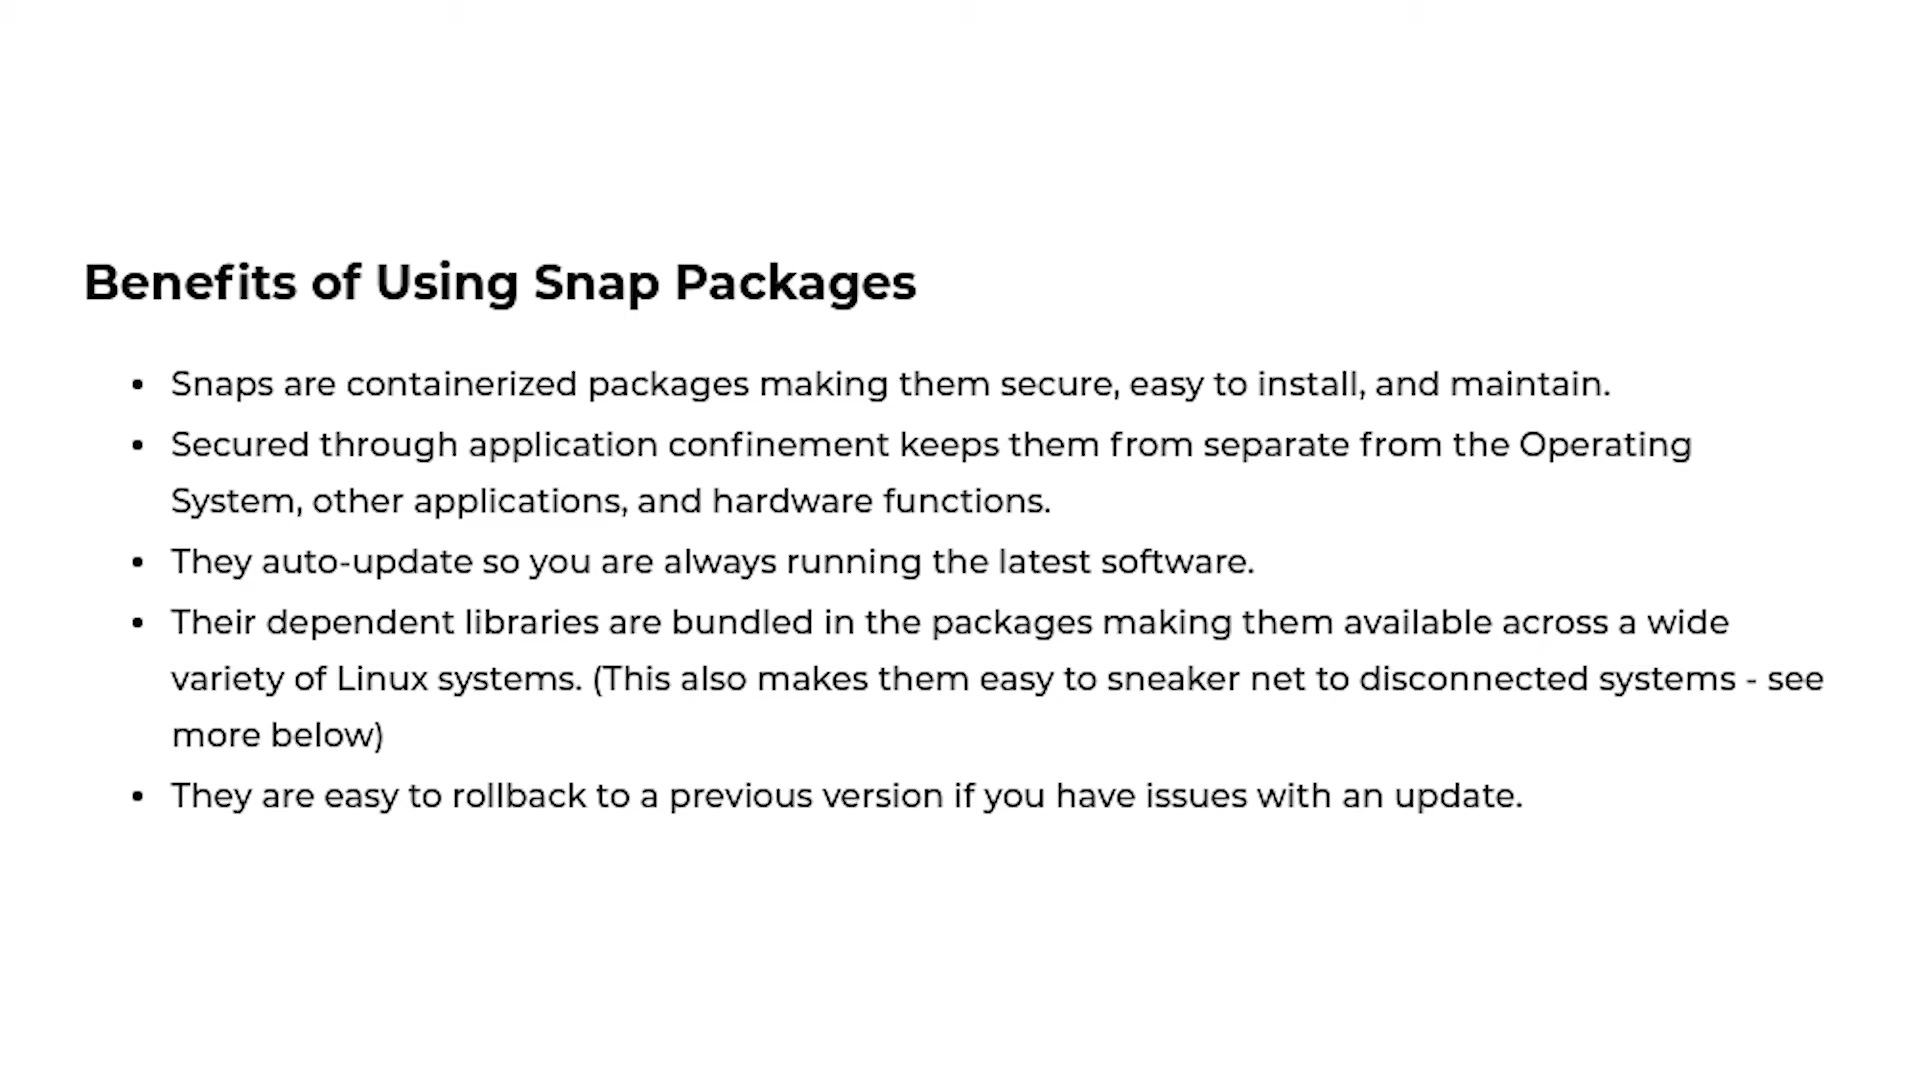 Benefits of Using Snap Packages
• Snaps are containerized packages making them secure, easy to install, and maintain.
• Secured through application confinement keeps them from separate from the Operating
System, other applications, and hardware functions.
• They auto-update so you are always running the latest software.
• Their dependent libraries are bundled in the packages making them available across a wide
variety of Linux systems. (This also makes them easy to sneaker net to disconnected systems - see
more below)
• They are easy to rollback to a previous version if you have issues with an update.